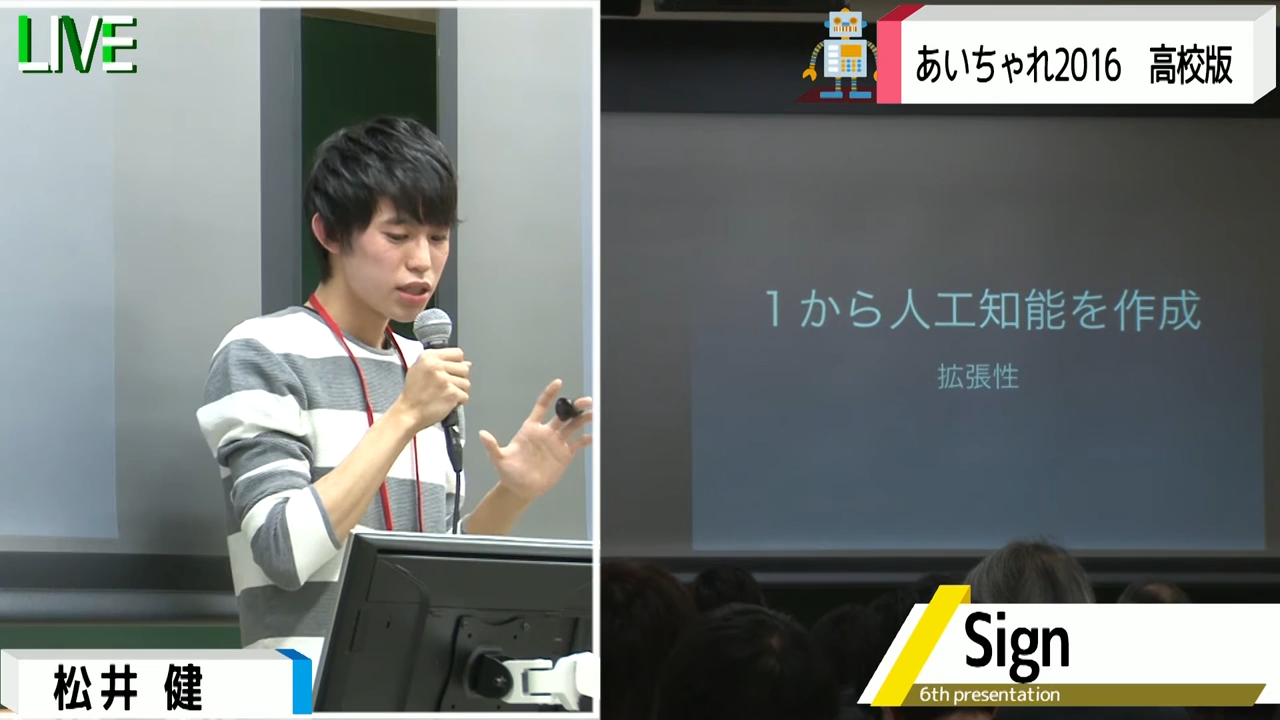 LIVE
あいちゃれ2016　高校版
１から人工知能を作成
拡張性
松井 健
Sign
6th presentation